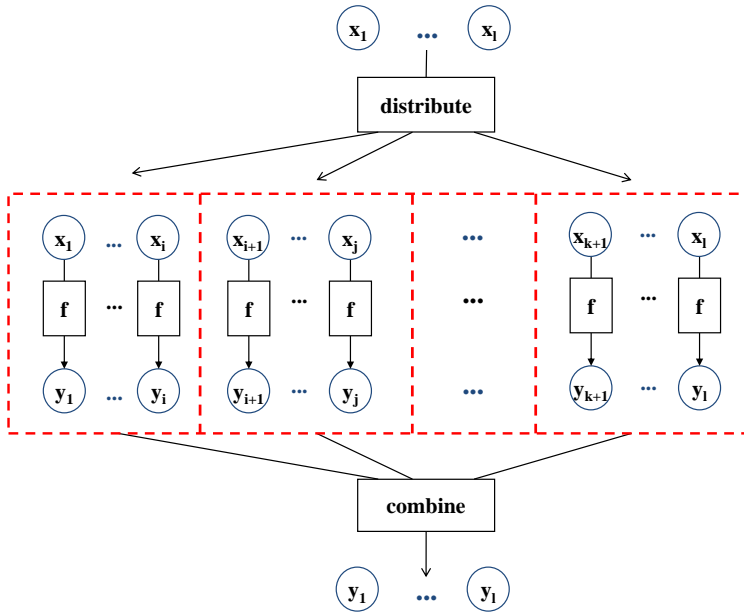 x₁ ... xₗ
distribute
x₁ ... xᵢ xᵢ₊₁ ... xⱼ ... xₖ₊₁ ... xₗ
f ... f f ... f ... f ... f
y₁ ... yᵢ yᵢ₊₁ ... yⱼ ... yₖ₊₁ ... yₗ
combine
y₁ ... yₗ